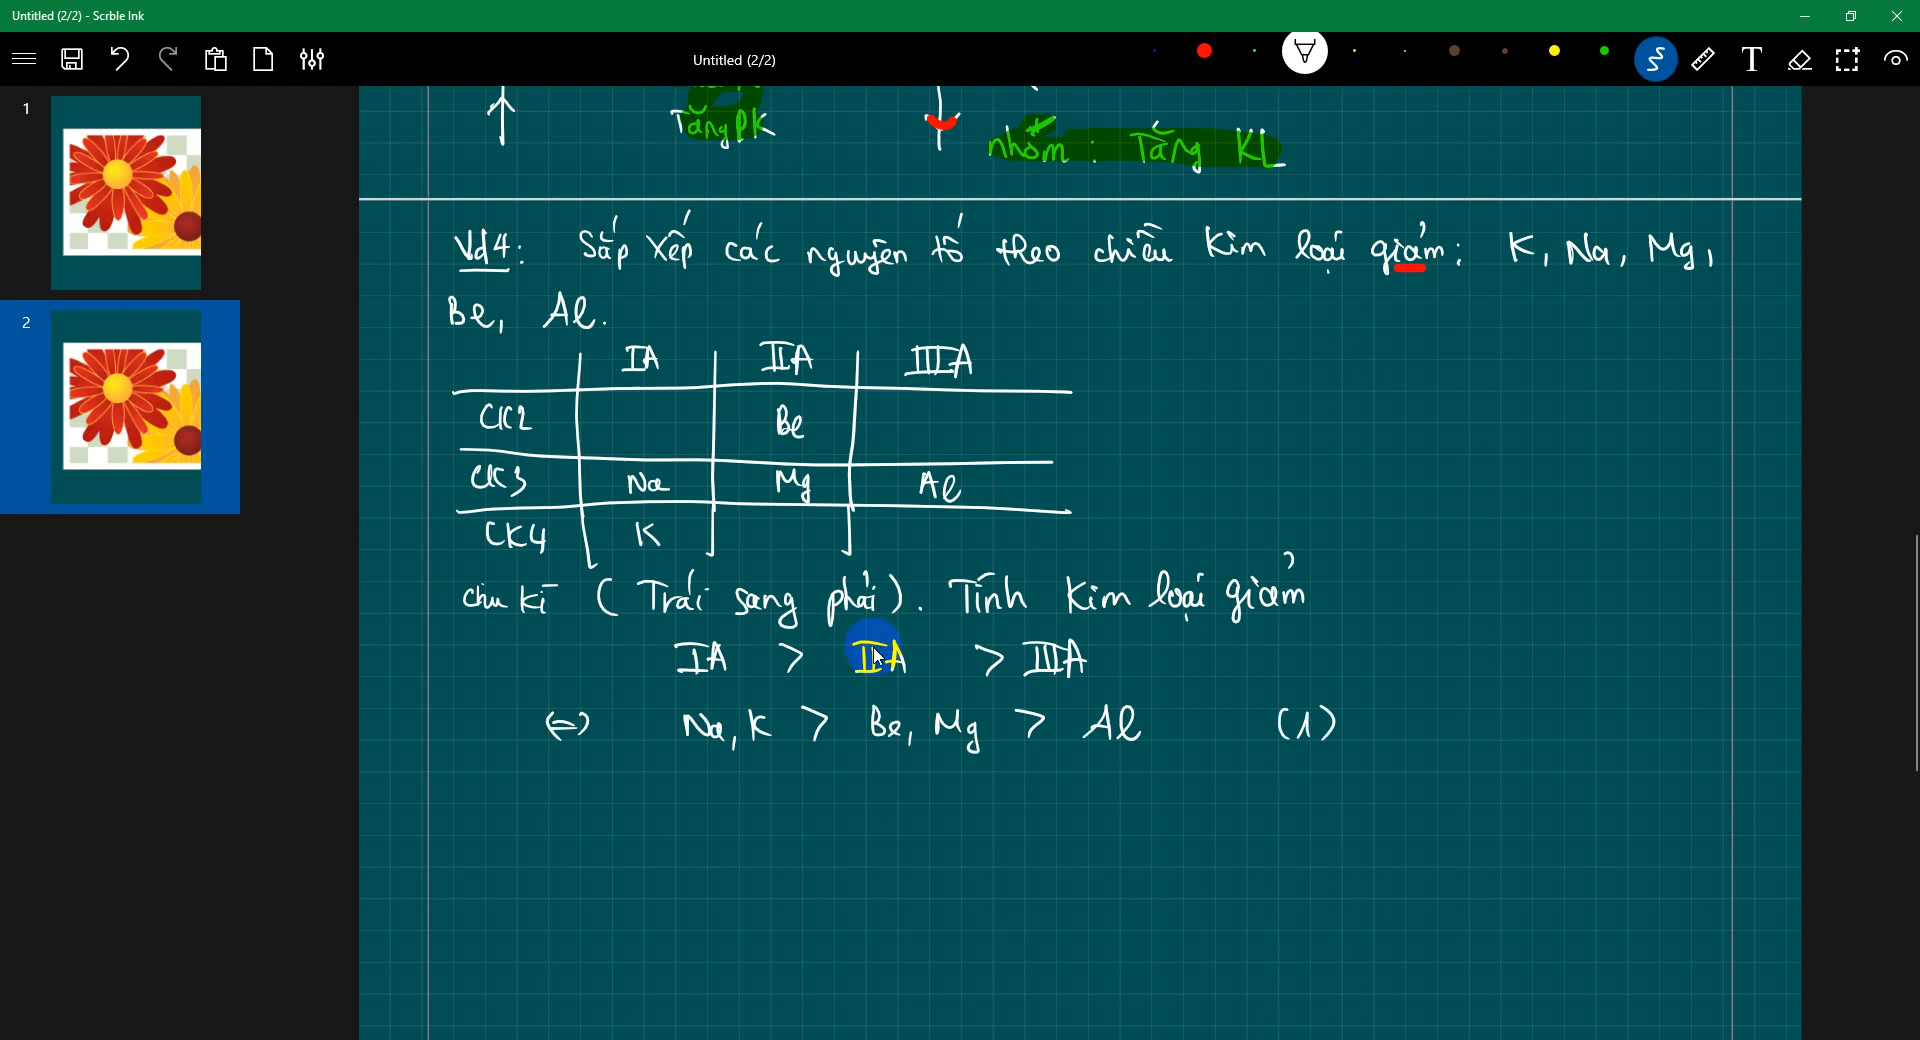 Untitled (2/2) - Scrble Ink
Untitled (2/2)
T
1
2
Tăng PK
nhóm : Tăng KL
Vd4: Sắp xếp các nguyên tố theo chiều Kim loại giảm: K, Na, Mg,
Be, Al.
IA IIA IIIA
CK2 Be
CK3 Na Mg Al
CK4 K
Chu kì ( Trái sang phải ). Tính Kim loại giảm
IA > IIA > IIIA
⇔ Na, K > Be, Mg > Al (1)